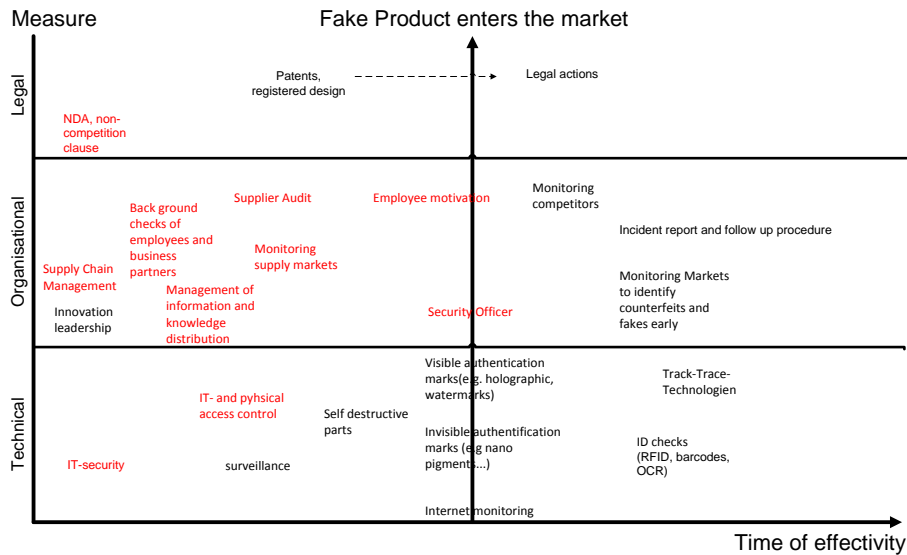 Measure
Fake Product enters the market
Legal
Patents,
registered design
Legal actions
NDA, non-
competition
clause
Organisational
Supplier Audit
Employee motivation
Monitoring
competitors
Back ground
checks of
employees and
business
partners
Incident report and follow up procedure
Monitoring
supply markets
Supply Chain
Management
Monitoring Markets
to identify
counterfeits and
fakes early
Management of
information and
knowledge
distribution
Innovation
leadership
Security Officer
Technical
Visible authentication
marks(e.g. holographic,
watermarks)
Track-Trace-
Technologien
IT- and pyhsical
access control
Self destructive
parts
Invisible authentification
marks (e.g nano
pigments...)
ID checks
(RFID, barcodes,
OCR)
IT-security
surveillance
Internet monitoring
Time of effectivity